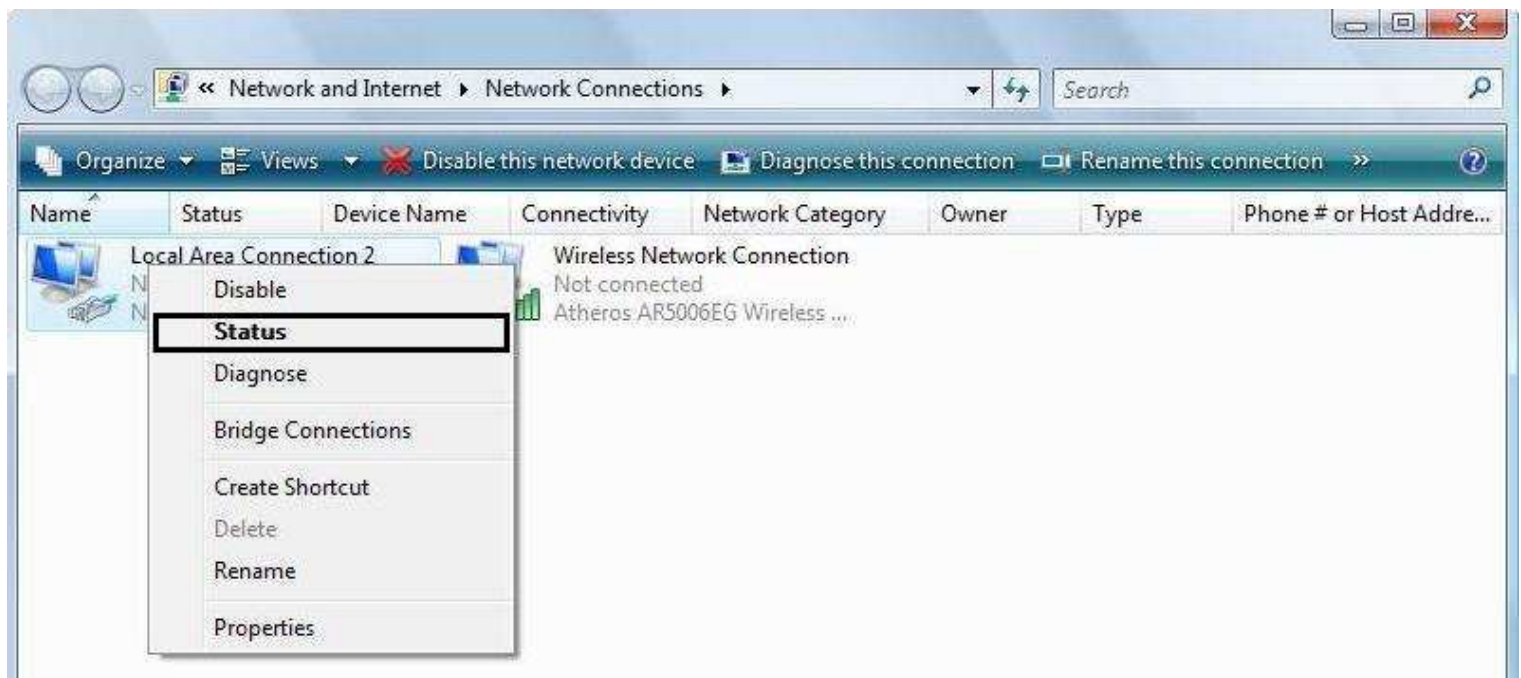 « Network and Internet ▸ Network Connections ▸ Search
Organize Views Disable this network device Diagnose this connection Rename this connection »
Name Status Device Name Connectivity Network Category Owner Type Phone # or Host Addre...
Local Area Connection 2
Wireless Network Connection
Not connected
Atheros AR5006EG Wireless ...
Disable
Status
Diagnose
Bridge Connections
Create Shortcut
Delete
Rename
Properties